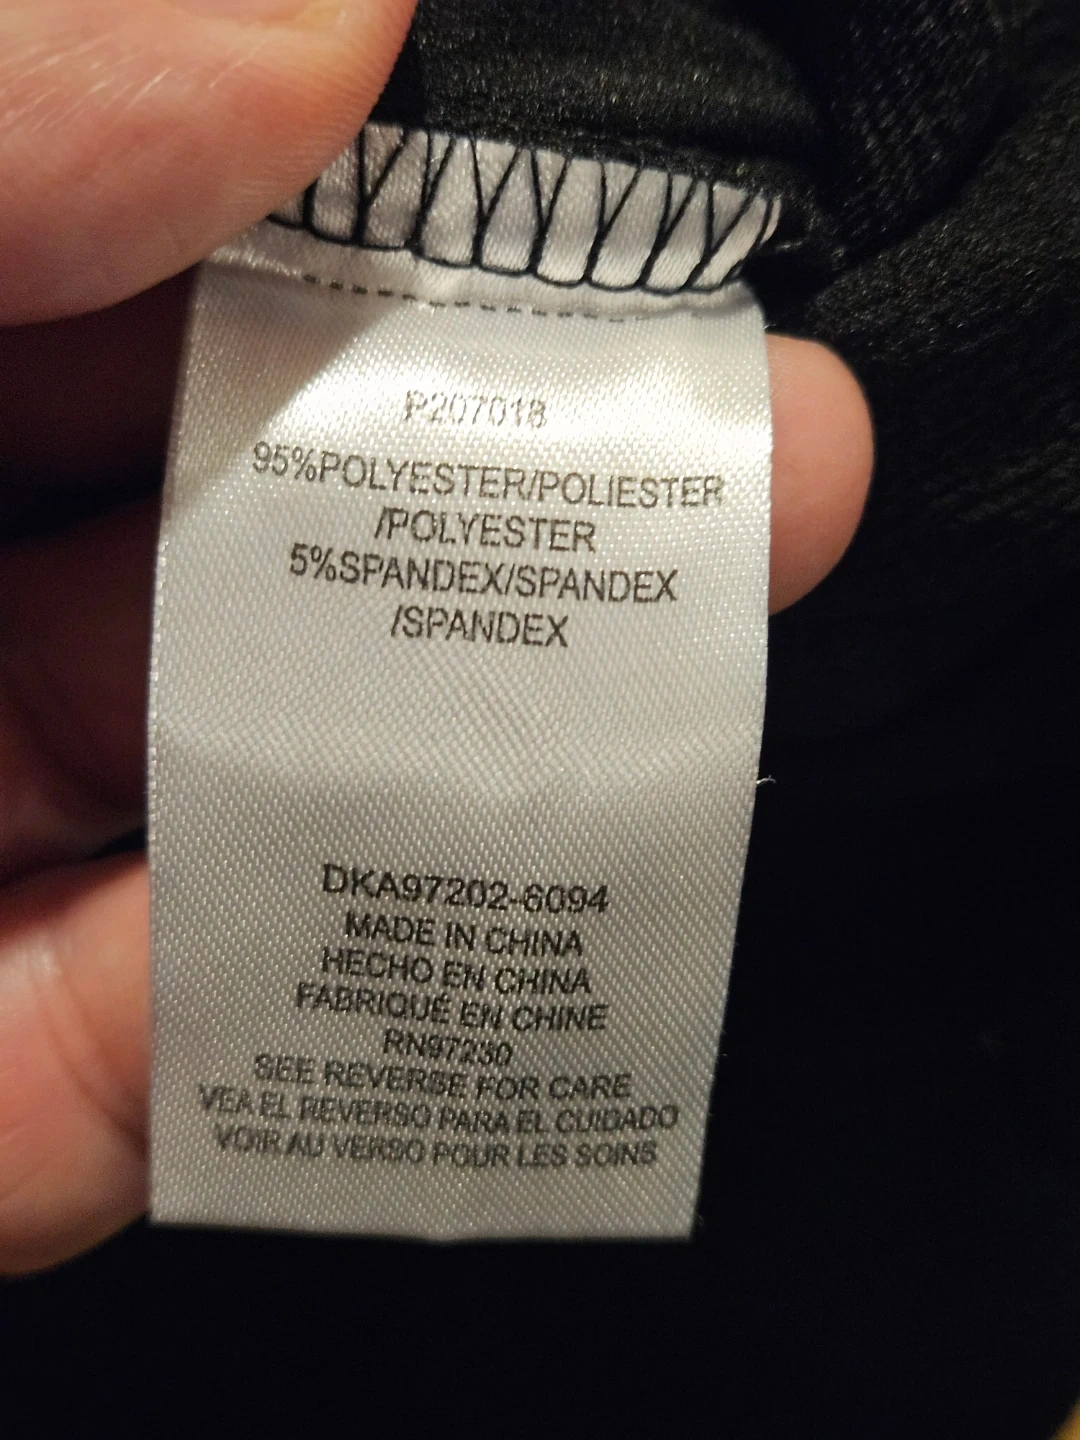 P207018
95%POLYESTER/POLIESTER
/POLYESTER
5%SPANDEX/SPANDEX
/SPANDEX
DKA97202-6094
MADE IN CHINA
HECHO EN CHINA
FABRIQUÉ EN CHINE
RN97230
SEE REVERSE FOR CARE
VEA EL REVERSO PARA EL CUIDADO
VOIR AU VERSO POUR LES SOINS